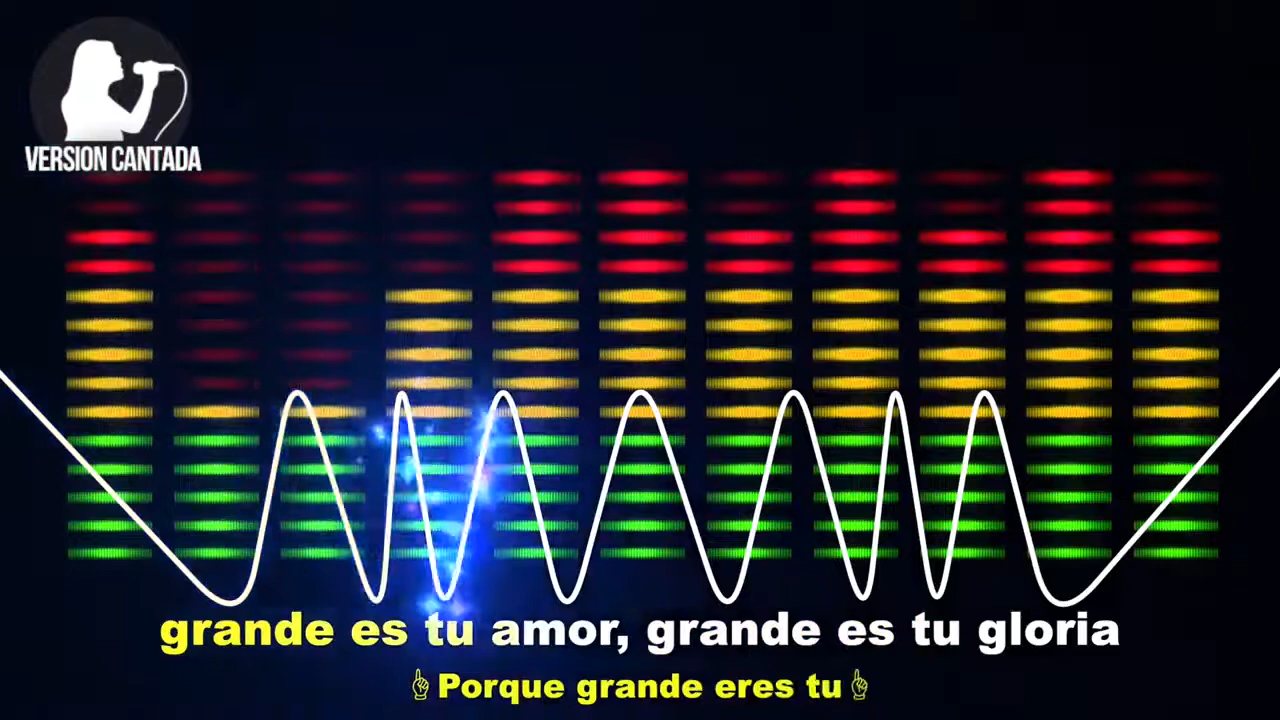 VERSION CANTADA
grande es tu amor, grande es tu gloria
☝Porque grande eres tu☝